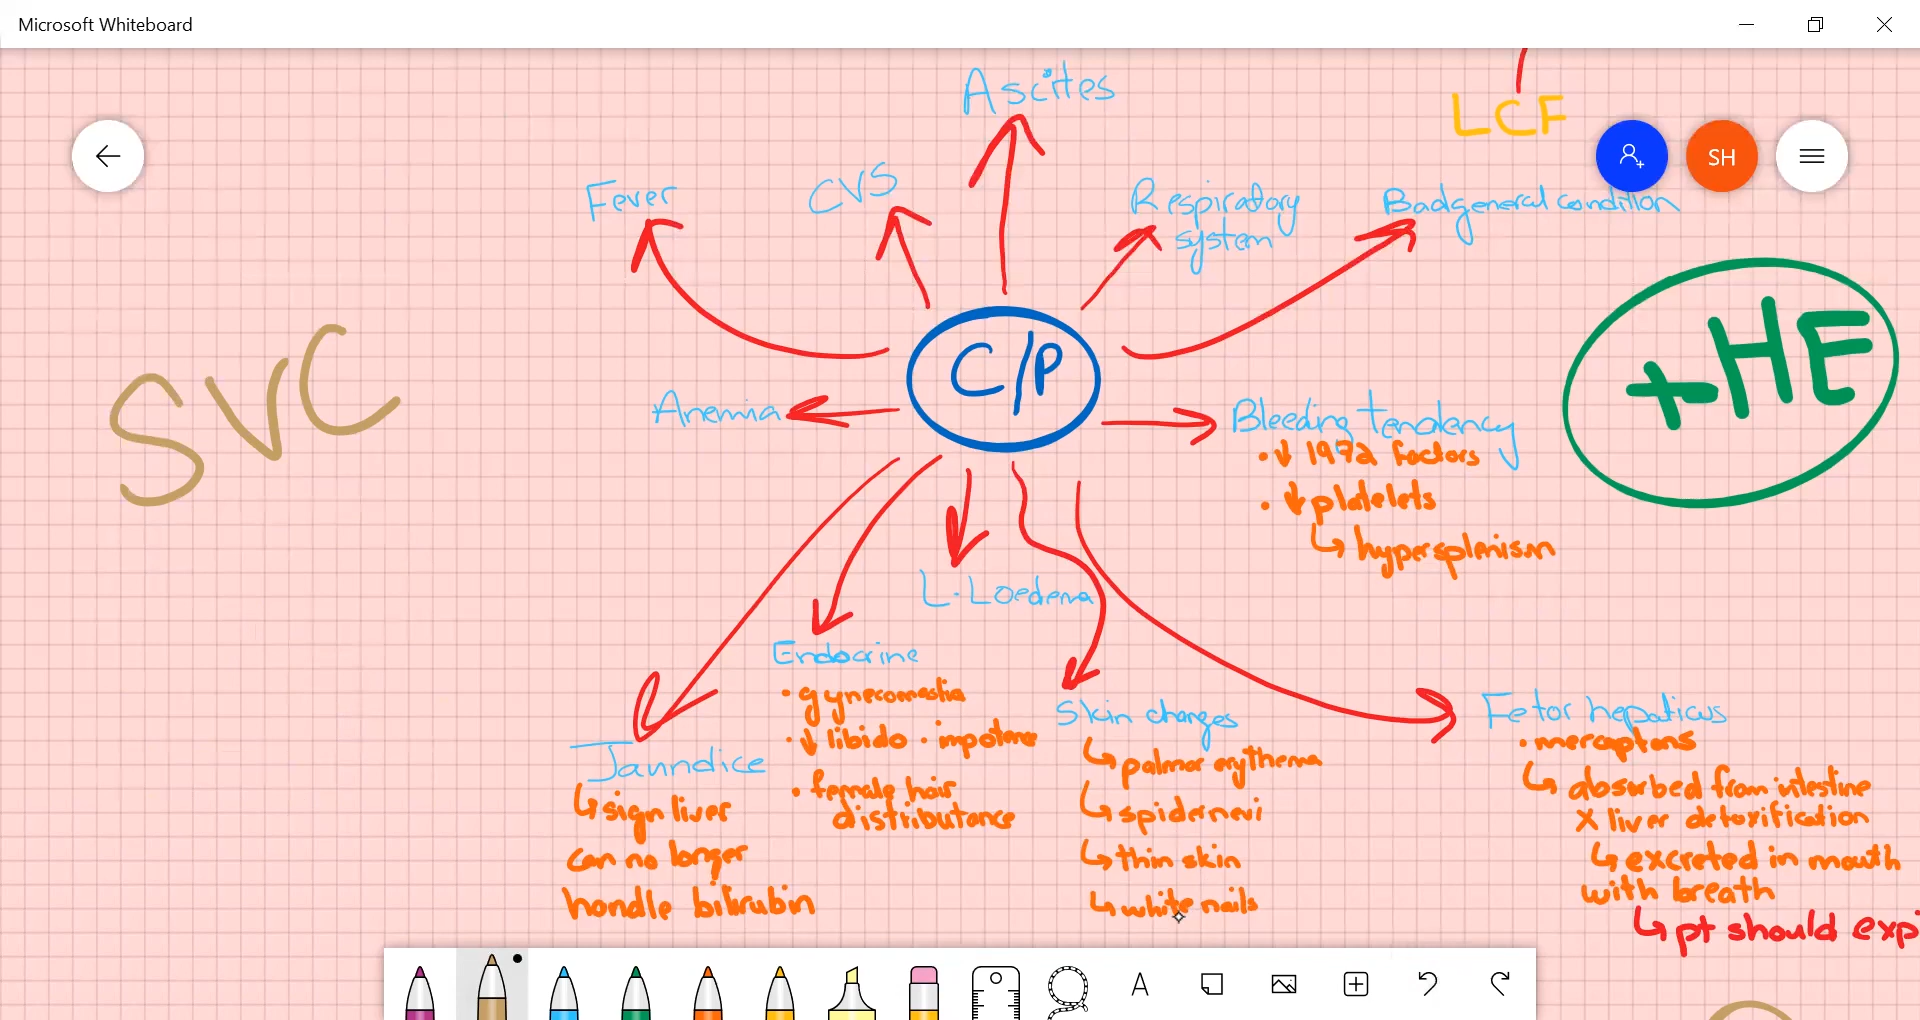 Microsoft Whiteboard
Ascites
LCF
SH
Fever
CVS
Respiratory
system
Bad general condition
SVC
C/P
+HE
Anemia
Bleeding tendency
• ↓ 1972 factors
• ↓ platelets
↳ hypersplenism
L.Loedema
Endocrine
• gynecomastia
• ↓ libido . impotence
• female hair
distributance
Jaundice
↳ sign liver
can no longer
handle bilirubin
Skin changes
↳ palmar erythema
↳ spider nevi
↳ thin skin
↳ white nails
Fetor hepaticus
• mercaptans
↳ absorbed from intestine
X liver detoxification
↳ excreted in mouth
with breath
↳ pt should exp
A